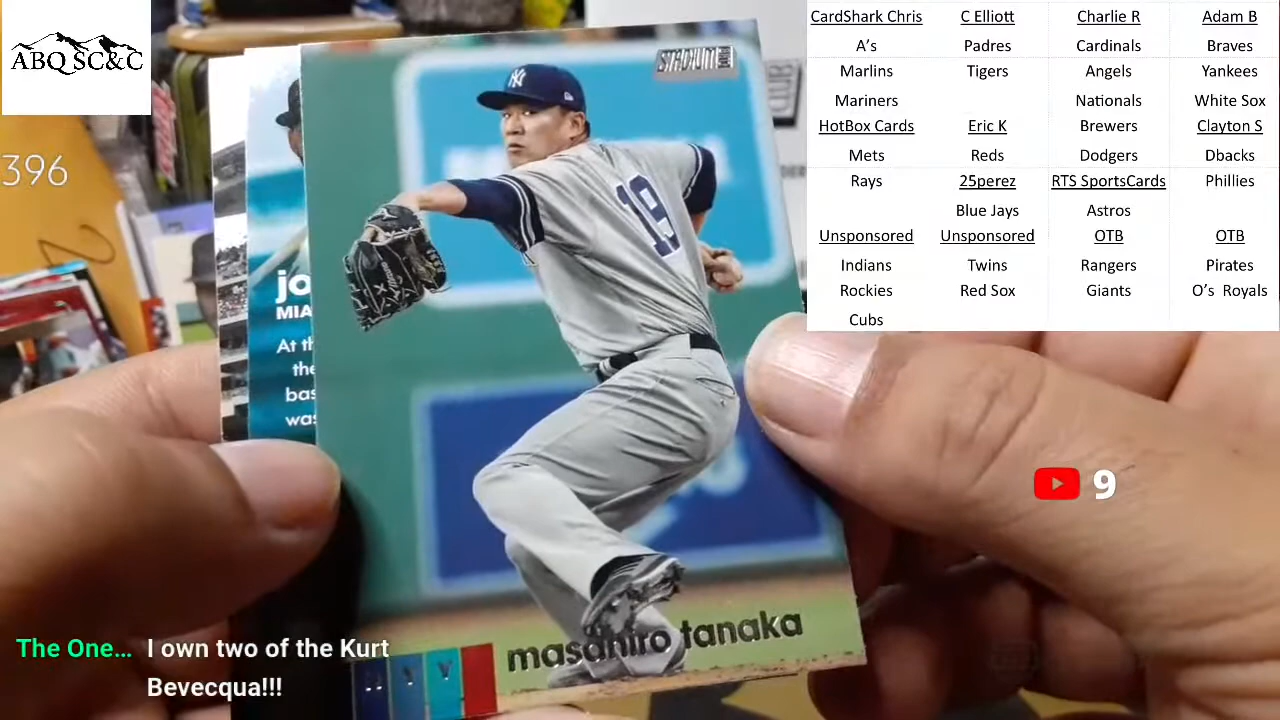 ABQ SC&C
396
STADIUM CLUB
NY
19
masahiro tanaka
jo
MIA
At th
the
bas
was
CardShark Chris C Elliott Charlie R Adam B
A's Padres Cardinals Braves
Marlins Tigers Angels Yankees
Mariners Nationals White Sox
HotBox Cards Eric K Brewers Clayton S
Mets Reds Dodgers Dbacks
Rays 25perez RTS SportsCards Phillies
Blue Jays Astros
Unsponsored Unsponsored OTB OTB
Indians Twins Rangers Pirates
Rockies Red Sox Giants O's Royals
Cubs
9
The One... I own two of the Kurt
Bevecqua!!!